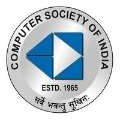 COMPUTER SOCIETY OF INDIA
ESTD. 1965
सर्वे भवन्तु सुखिनः